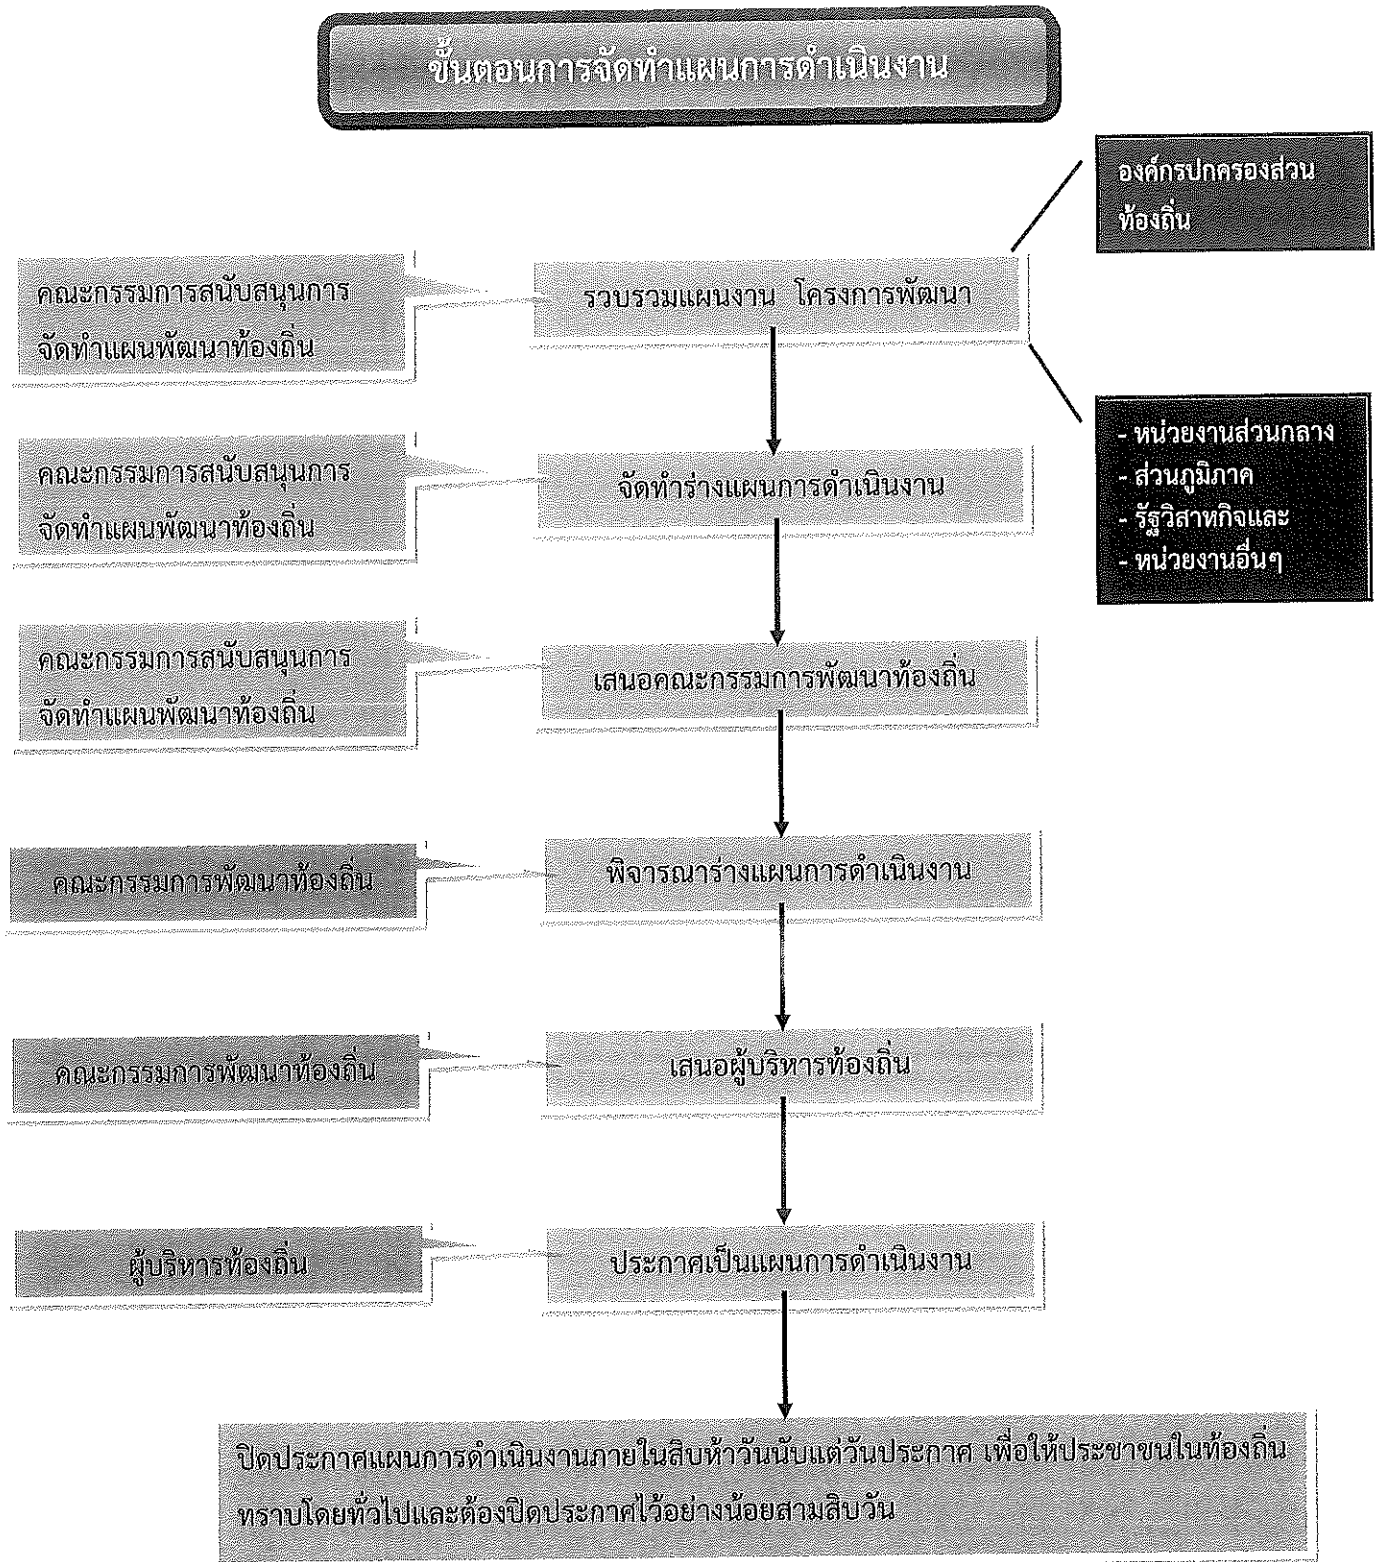 ขั้นตอนการจัดทำแผนการดำเนินงาน
องค์กรปกครองส่วน
ท้องถิ่น
คณะกรรมการสนับสนุนการ
จัดทำแผนพัฒนาท้องถิ่น
รวบรวมแผนงาน โครงการพัฒนา
- หน่วยงานส่วนกลาง
- ส่วนภูมิภาค
- รัฐวิสาหกิจและ
- หน่วยงานอื่นๆ
คณะกรรมการสนับสนุนการ
จัดทำแผนพัฒนาท้องถิ่น
จัดทำร่างแผนการดำเนินงาน
คณะกรรมการสนับสนุนการ
จัดทำแผนพัฒนาท้องถิ่น
เสนอคณะกรรมการพัฒนาท้องถิ่น
คณะกรรมการพัฒนาท้องถิ่น
พิจารณาร่างแผนการดำเนินงาน
คณะกรรมการพัฒนาท้องถิ่น
เสนอผู้บริหารท้องถิ่น
ผู้บริหารท้องถิ่น
ประกาศเป็นแผนการดำเนินงาน
ปิดประกาศแผนการดำเนินงานภายในสิบห้าวันนับแต่วันประกาศ เพื่อให้ประชาชนในท้องถิ่น
ทราบโดยทั่วไปและต้องปิดประกาศไว้อย่างน้อยสามสิบวัน